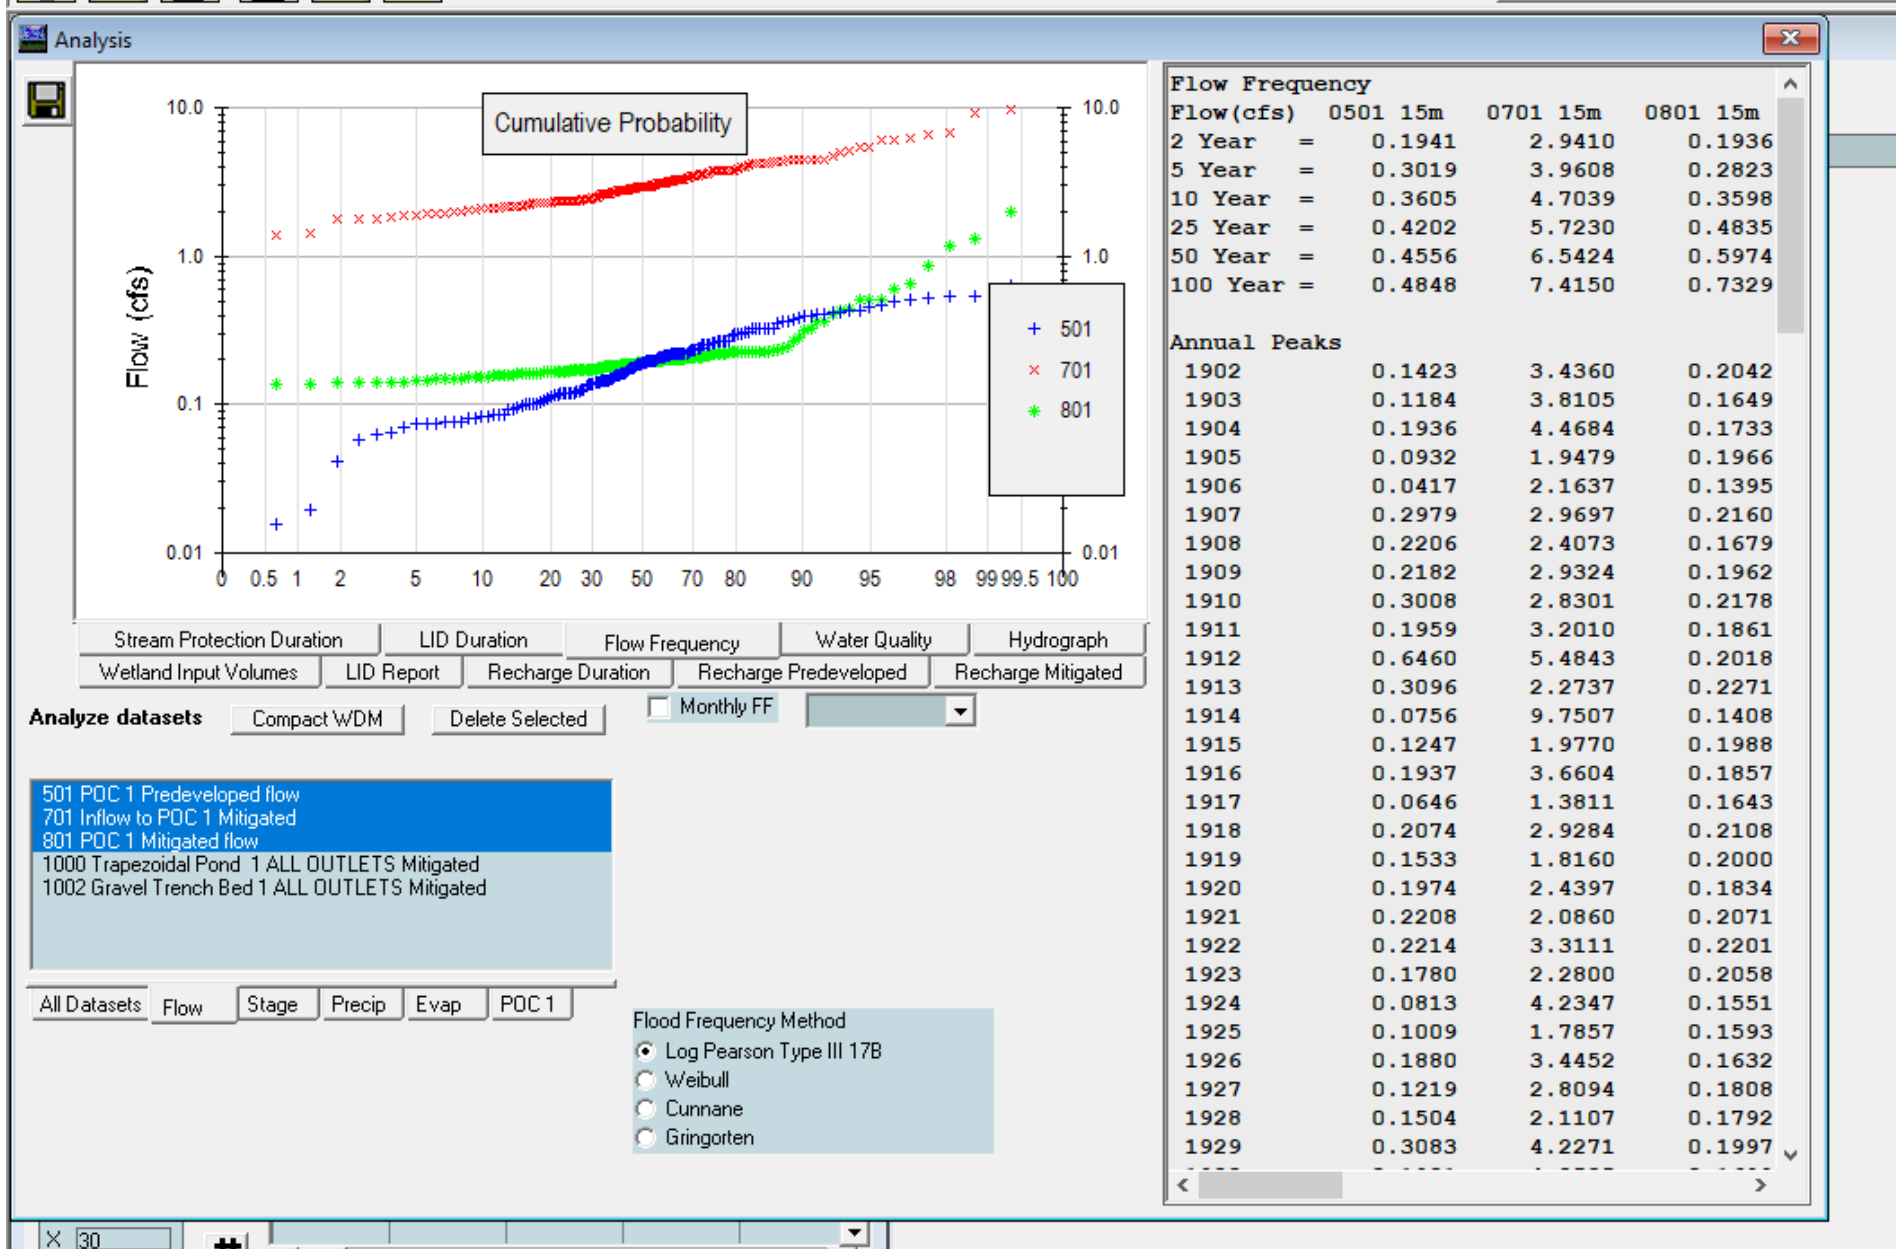 Analysis
Cumulative Probability
10.0
1.0
0.1
0.01
Flow (cfs)
10.0
1.0
0.01
501
701
801
0 0.5 1 2 5 10 20 30 50 70 80 90 95 98 99 99.5 100
Stream Protection Duration LID Duration Flow Frequency Water Quality Hydrograph
Wetland Input Volumes LID Report Recharge Duration Recharge Predeveloped Recharge Mitigated
Analyze datasets Compact WDM Delete Selected Monthly FF
501 POC 1 Predeveloped flow
701 Inflow to POC 1 Mitigated
801 POC 1 Mitigated flow
1000 Trapezoidal Pond 1 ALL OUTLETS Mitigated
1002 Gravel Trench Bed 1 ALL OUTLETS Mitigated
All Datasets Flow Stage Precip Evap POC 1
Flood Frequency Method
Log Pearson Type III 17B
Weibull
Cunnane
Gringorten
Flow Frequency
Flow(cfs) 0501 15m 0701 15m 0801 15m
2 Year = 0.1941 2.9410 0.1936
5 Year = 0.3019 3.9608 0.2823
10 Year = 0.3605 4.7039 0.3598
25 Year = 0.4202 5.7230 0.4835
50 Year = 0.4556 6.5424 0.5974
100 Year = 0.4848 7.4150 0.7329
Annual Peaks
1902 0.1423 3.4360 0.2042
1903 0.1184 3.8105 0.1649
1904 0.1936 4.4684 0.1733
1905 0.0932 1.9479 0.1966
1906 0.0417 2.1637 0.1395
1907 0.2979 2.9697 0.2160
1908 0.2206 2.4073 0.1679
1909 0.2182 2.9324 0.1962
1910 0.3008 2.8301 0.2178
1911 0.1959 3.2010 0.1861
1912 0.6460 5.4843 0.2018
1913 0.3096 2.2737 0.2271
1914 0.0756 9.7507 0.1408
1915 0.1247 1.9770 0.1988
1916 0.1937 3.6604 0.1857
1917 0.0646 1.3811 0.1643
1918 0.2074 2.9284 0.2108
1919 0.1533 1.8160 0.2000
1920 0.1974 2.4397 0.1834
1921 0.2208 2.0860 0.2071
1922 0.2214 3.3111 0.2201
1923 0.1780 2.2800 0.2058
1924 0.0813 4.2347 0.1551
1925 0.1009 1.7857 0.1593
1926 0.1880 3.4452 0.1632
1927 0.1219 2.8094 0.1808
1928 0.1504 2.1107 0.1792
1929 0.3083 4.2271 0.1997
X 30
#